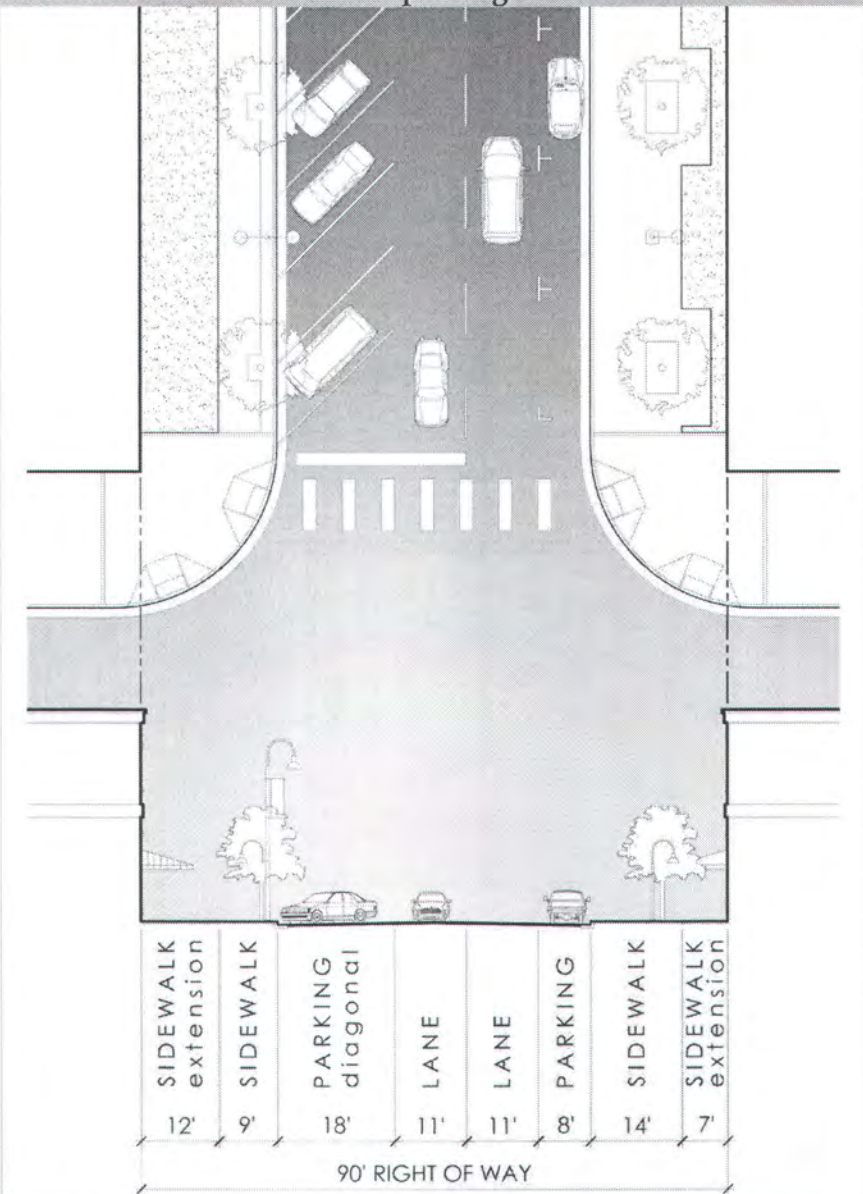 SIDEWALK
extension
SIDEWALK
PARKING
diagonal
LANE
LANE
PARKING
SIDEWALK
SIDEWALK
extension
12'
9'
18'
11'
11'
8'
14'
7'
90' RIGHT OF WAY